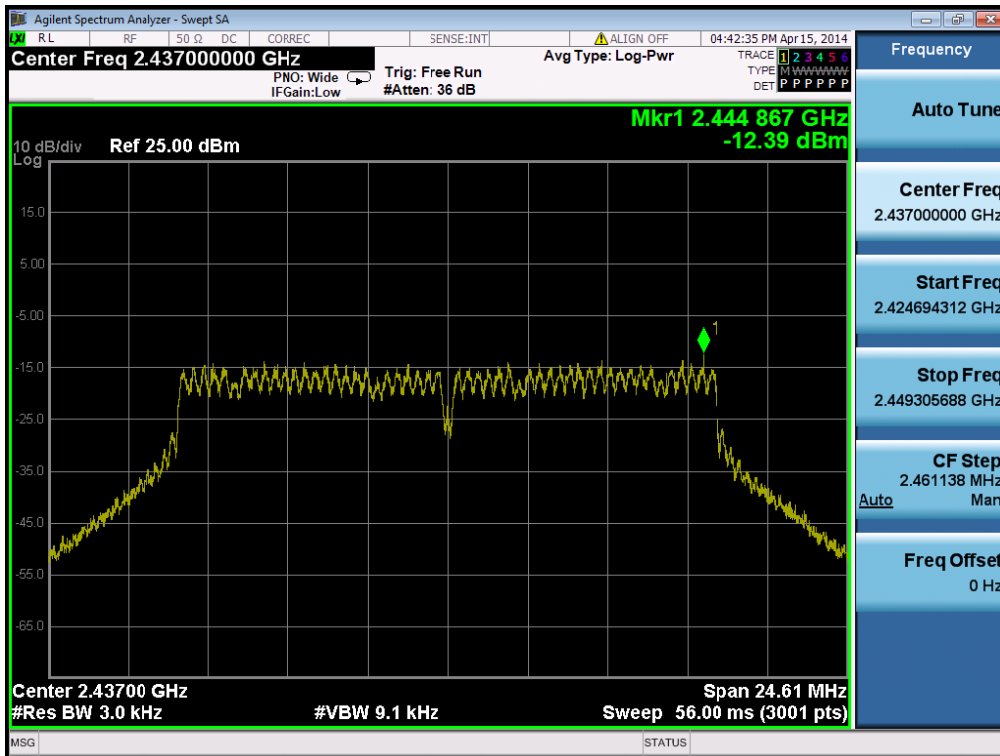 Agilent Spectrum Analyzer - Swept SA
LXI RL RF 50 Ω DC CORREC SENSE:INT ALIGN OFF 04:42:35 PM Apr 15, 2014
Center Freq 2.437000000 GHz
PNO: Wide
IFGain:Low
Trig: Free Run
#Atten: 36 dB
Avg Type: Log-Pwr
TRACE 1 2 3 4 5 6
TYPE M WWWWW
DET P P P P P P
Mkr1 2.444 867 GHz
-12.39 dBm
10 dB/div Ref 25.00 dBm
Log
15.0
5.00
-5.00
1
-15.0
-25.0
-35.0
-45.0
-55.0
-65.0
Center 2.43700 GHz Span 24.61 MHz
#Res BW 3.0 kHz #VBW 9.1 kHz Sweep 56.00 ms (3001 pts)
MSG STATUS
Frequency
Auto Tune
Center Freq
2.437000000 GHz
Start Freq
2.424694312 GHz
Stop Freq
2.449305688 GHz
CF Step
2.461138 MHz
Auto Man
Freq Offset
0 Hz